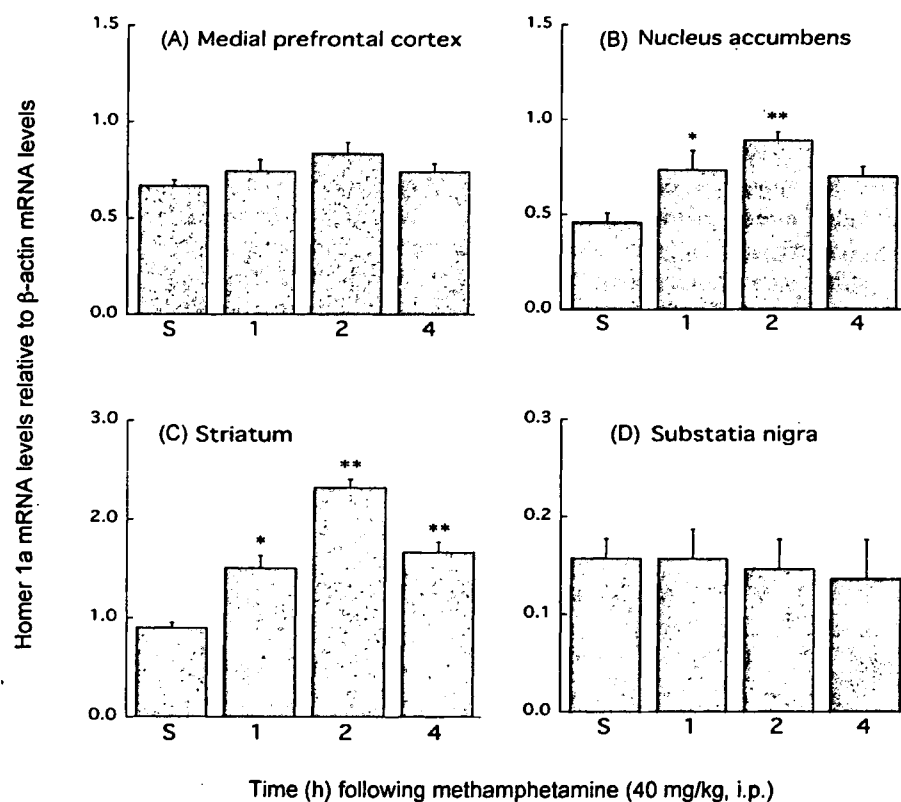 Homer 1a mRNA levels relative to β-actin mRNA levels
(A) Medial prefrontal cortex
1.5
1.0
0.5
0.0
S 1 2 4
(B) Nucleus accumbens
1.5
1.0
0.5
0.0
* **
S 1 2 4
(C) Striatum
3.0
2.0
1.0
0.0
* ** **
S 1 2 4
(D) Substatia nigra
0.3
0.2
0.1
0.0
S 1 2 4
Time (h) following methamphetamine (40 mg/kg, i.p.)